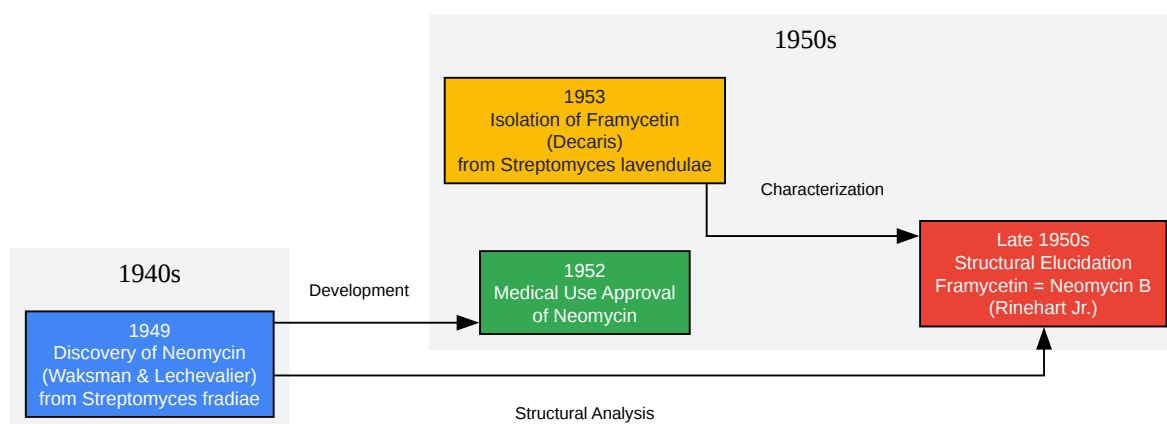 1950s
1953
Isolation of Framycetin
(Decaris)
from Streptomyces lavendulae
Characterization
Late 1950s
Structural Elucidation
Framycetin = Neomycin B
(Rinehart Jr.)
1952
Medical Use Approval
of Neomycin
1940s
Development
1949
Discovery of Neomycin
(Waksman & Lechevalier)
from Streptomyces fradiae
Structural Analysis